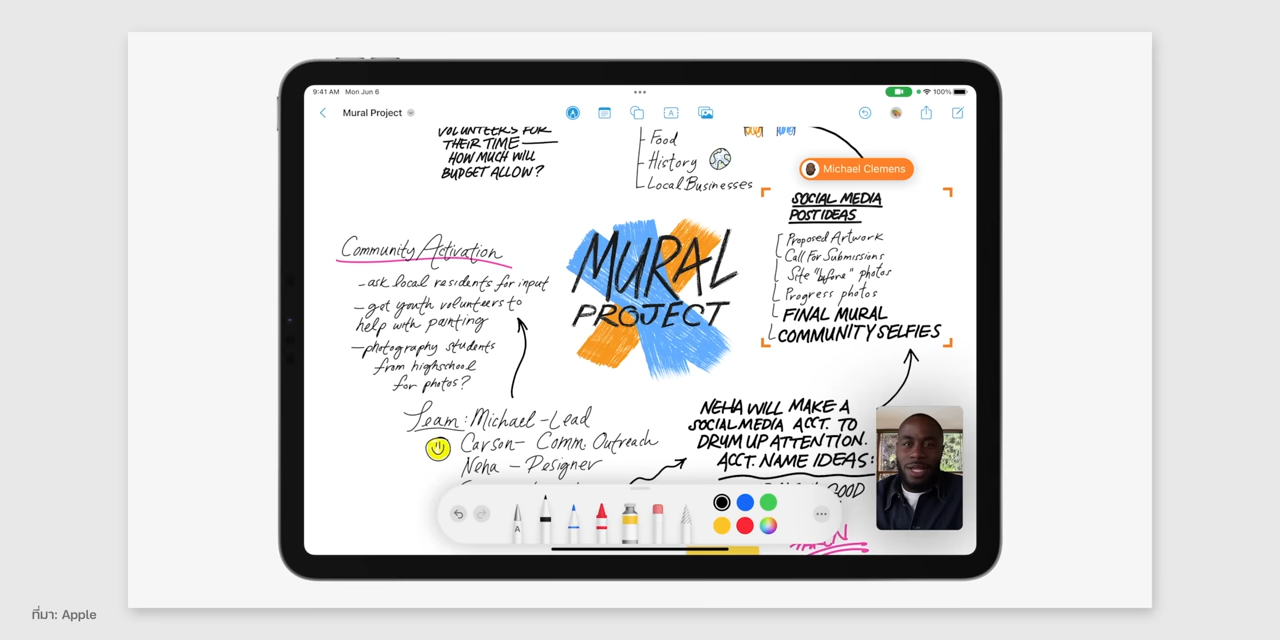 9:41 AM Mon Jun 6
100%
Mural Project
VOLUNTEERS FOR
THEIR TIME
HOW MUCH WILL
BUDGET ALLOW?
Food
History
Local Businesses
Michael Clemens
SOCIAL MEDIA
POST IDEAS
Proposed Artwork
Call For Submissions
Site "before" photos
Progress photos
FINAL MURAL
COMMUNITY SELFIES
Community Activation
- ask local residents for input
- get youth volunteers to
help with painting
- photography students
from highschool
for photos?
MURAL
PROJECT
Team: Michael - Lead
Carson - Comm. Outreach
Neha - Designer
NEHA WILL MAKE A
SOCIAL MEDIA ACCT. TO
DRUM UP ATTENTION.
ACCT. NAME IDEAS:
GOOD
A
ที่มา: Apple